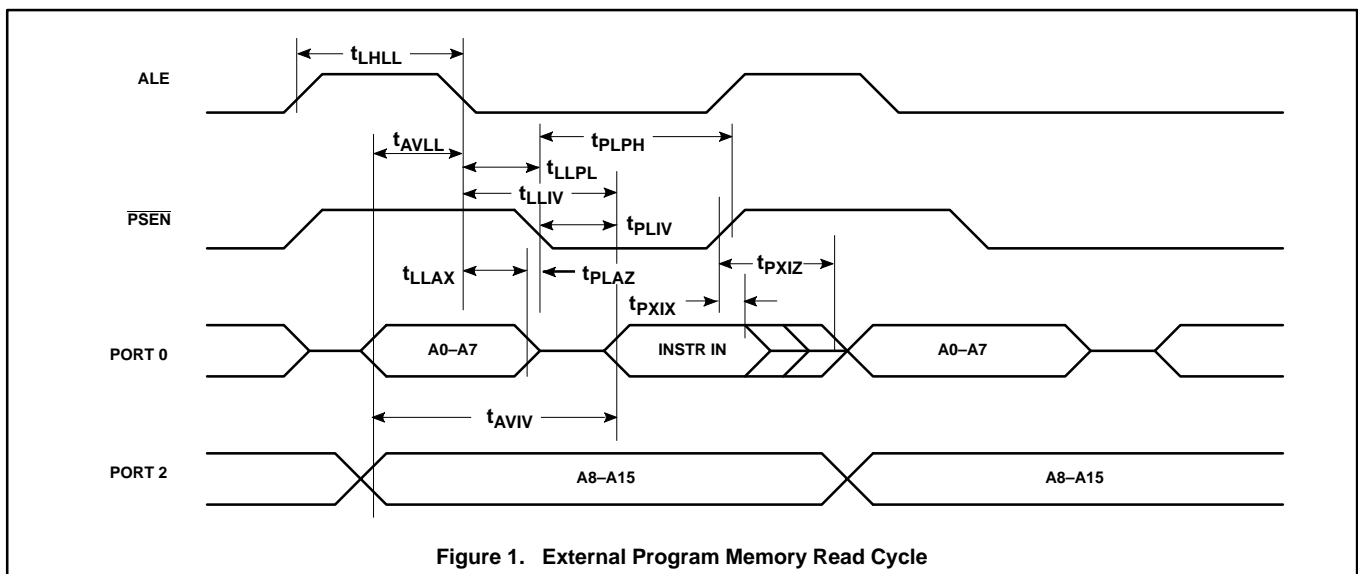 tLHLL
ALE
tAVLL
tPLPH
tLLPL
tLLIV
PSEN
tPLIV
tLLAX
tPLAZ
tPXIZ
tPXIX
PORT 0
A0–A7
INSTR IN
A0–A7
tAVIV
PORT 2
A8–A15
A8–A15
Figure 1. External Program Memory Read Cycle